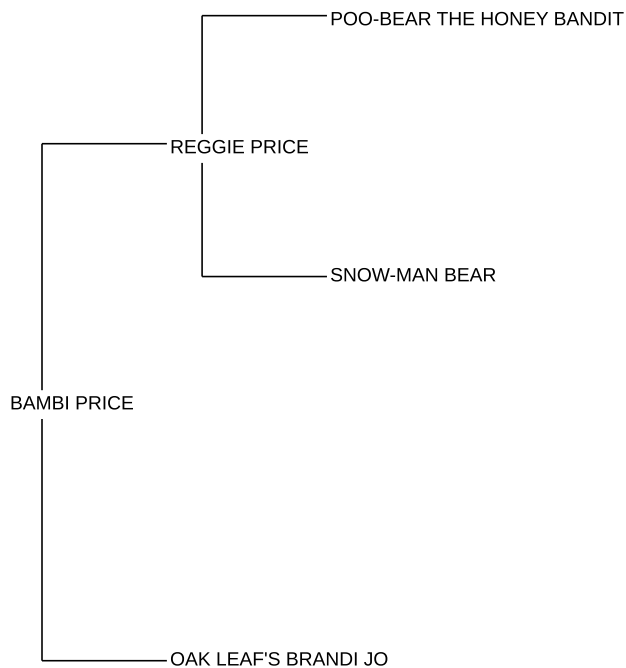 POO-BEAR THE HONEY BANDIT
REGGIE PRICE
SNOW-MAN BEAR
BAMBI PRICE
OAK LEAF'S BRANDI JO